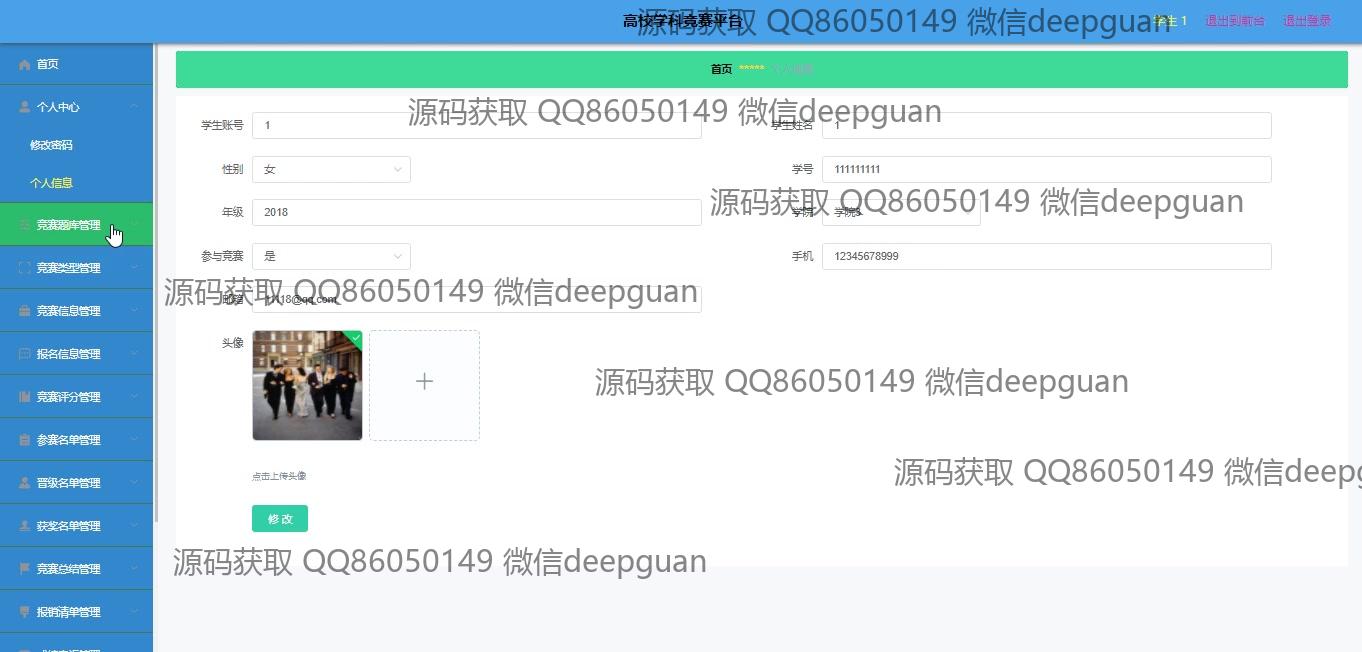 高校学科竞赛平台
源码获取 QQ86050149 微信deepguan
学生 1 退出到前台 退出登录
首页
个人中心
修改密码
个人信息
竞赛题库管理
竞赛类型管理
竞赛信息管理
报名信息管理
竞赛评分管理
参赛名单管理
晋级名单管理
获奖名单管理
竞赛总结管理
报销清单管理
首页 ***** 个人信息
源码获取 QQ86050149 微信deepguan
学生账号 1 学生姓名 1
性别 女 学号 111111111
源码获取 QQ86050149 微信deepguan
年级 2018 学院 学院3
参与竞赛 是 手机 12345678999
源码获取 QQ86050149 微信deepguan
邮箱
头像
源码获取 QQ86050149 微信deepguan
源码获取 QQ86050149 微信deep
点击上传头像
修 改
源码获取 QQ86050149 微信deepguan